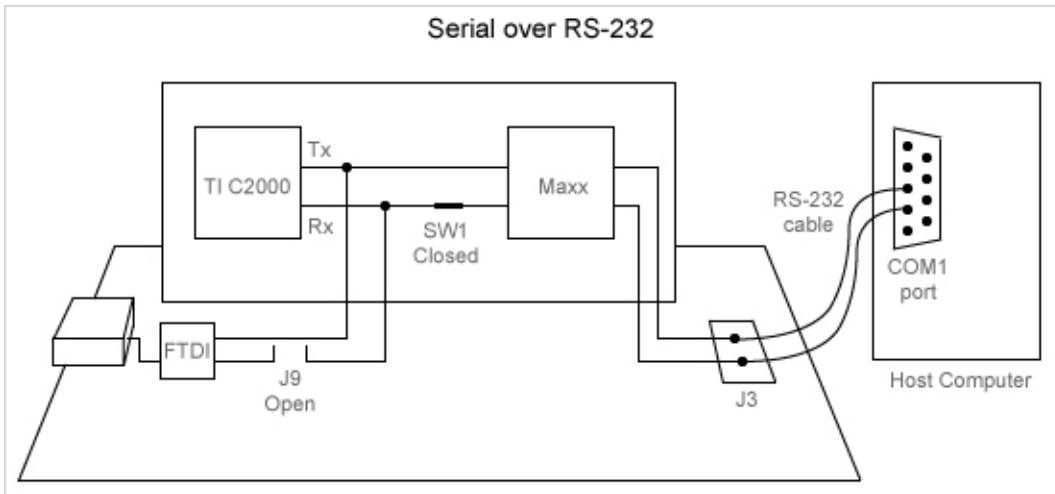 Serial over RS-232
Tx
TI C2000
Maxx
Rx
SW1
Closed
RS-232
cable
COM1
port
FTDI
J9
Open
J3
Host Computer